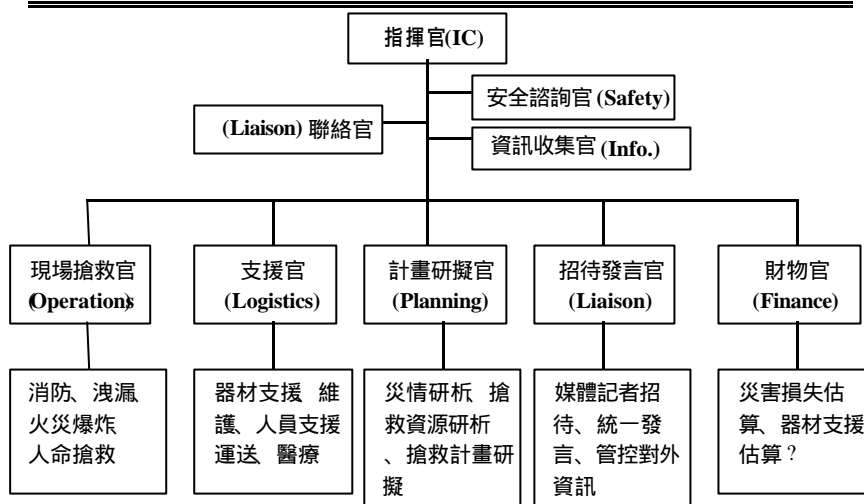 指揮官(IC)
安全諮詢官(Safety)
(Liaison) 聯絡官
資訊收集官(Info.)
現場搶救官
(Operations)
支援官
(Logistics)
計畫研擬官
(Planning)
招待發言官
(Liaison)
財物官
(Finance)
消防、洩漏、
火災爆炸、
人命搶救
器材支援、維
護、人員支援
運送、醫療
災情研析、搶
救資源研析
、搶救計畫研
擬
媒體記者招
待、統一發
言、管控對外
資訊
災害損失估
算、器材支援
估算?